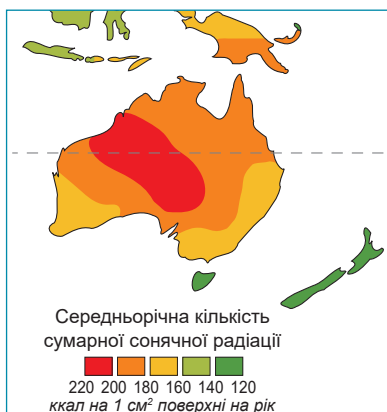 Середньорічна кількість
сумарної сонячної радіації
220 200 180 160 140 120
ккал на 1 см² поверхні на рік